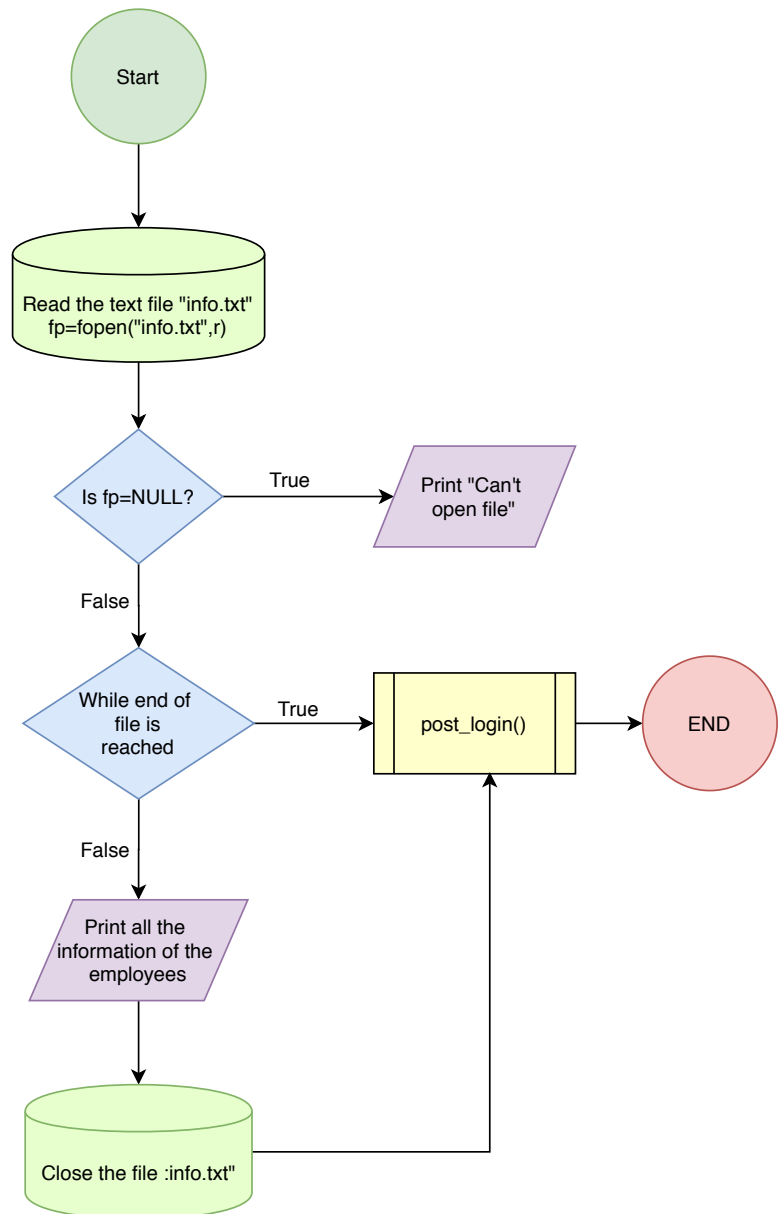 Start
Read the text file "info.txt"
fp=fopen("info.txt",r)
Is fp=NULL?
True
Print "Can't
open file"
False
While end of
file is
reached
True
post_login()
END
False
Print all the
information of the
employees
Close the file :info.txt"